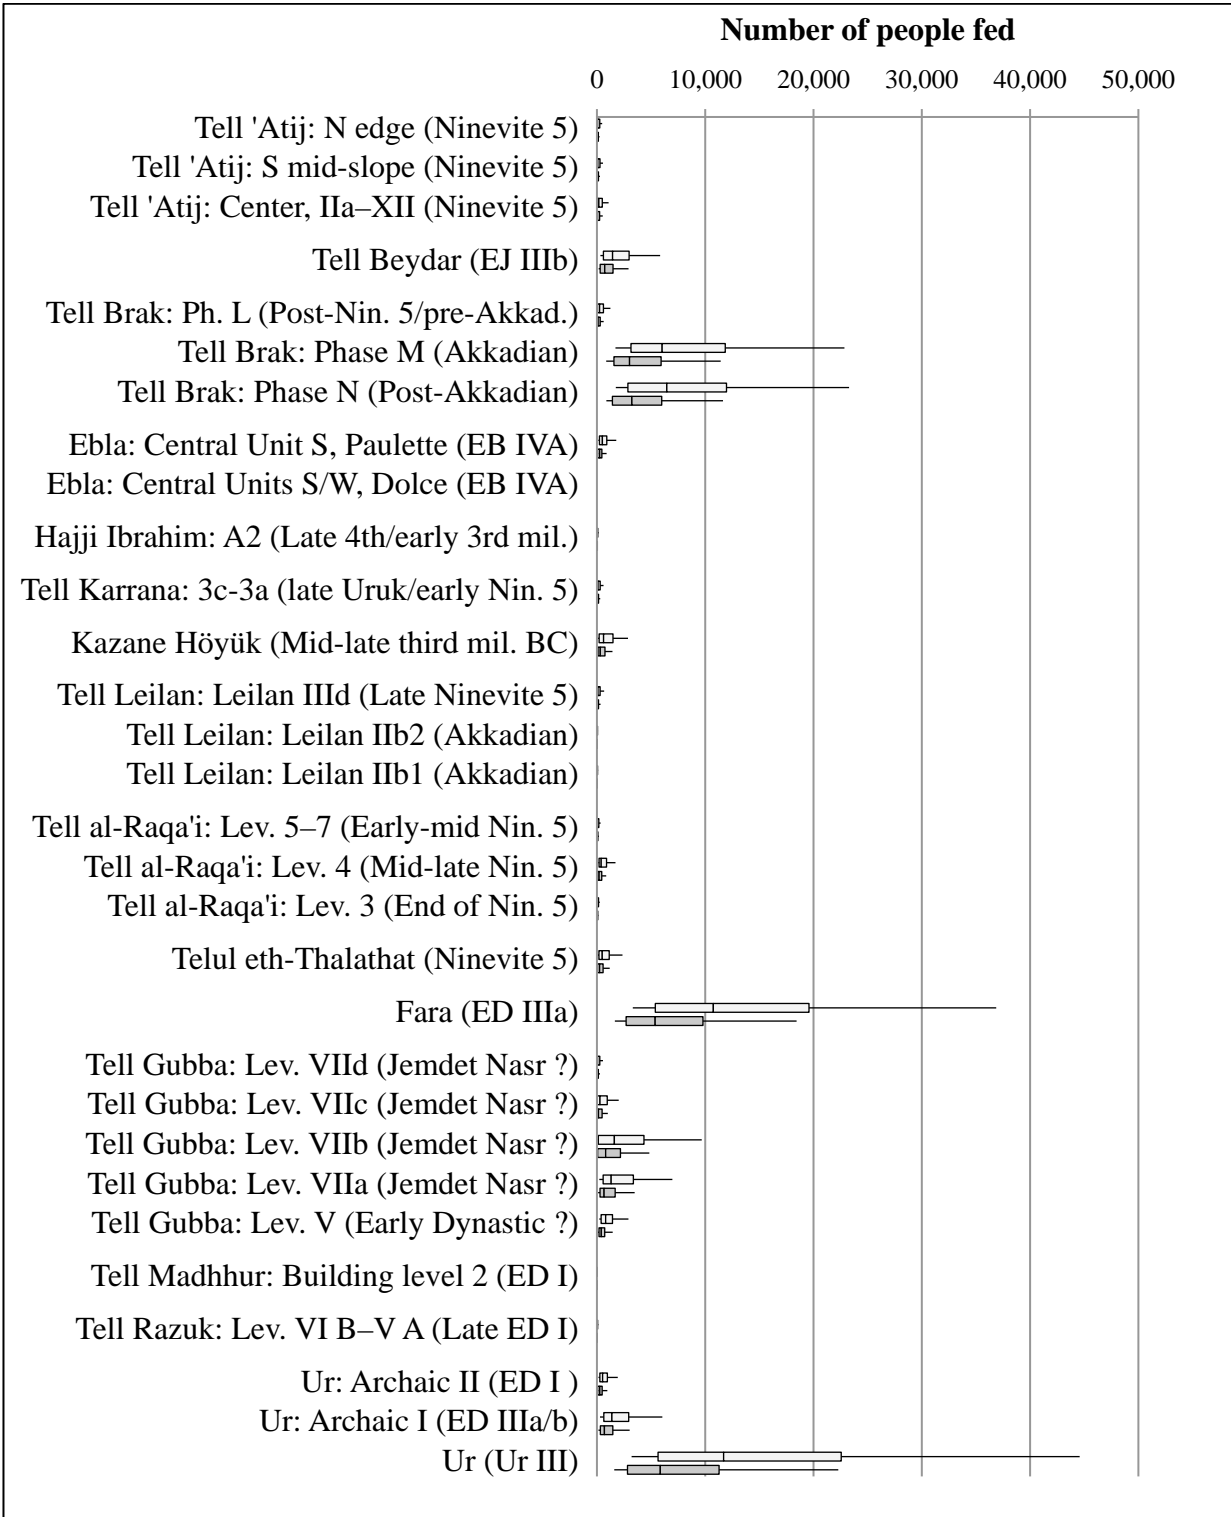 Number of people fed
0 10,000 20,000 30,000 40,000 50,000
Tell 'Atij: N edge (Ninevite 5)
Tell 'Atij: S mid-slope (Ninevite 5)
Tell 'Atij: Center, IIa–XII (Ninevite 5)
Tell Beydar (EJ IIIb)
Tell Brak: Ph. L (Post-Nin. 5/pre-Akkad.)
Tell Brak: Phase M (Akkadian)
Tell Brak: Phase N (Post-Akkadian)
Ebla: Central Unit S, Paulette (EB IVA)
Ebla: Central Units S/W, Dolce (EB IVA)
Hajji Ibrahim: A2 (Late 4th/early 3rd mil.)
Tell Karrana: 3c-3a (late Uruk/early Nin. 5)
Kazane Höyük (Mid-late third mil. BC)
Tell Leilan: Leilan IIId (Late Ninevite 5)
Tell Leilan: Leilan IIb2 (Akkadian)
Tell Leilan: Leilan IIb1 (Akkadian)
Tell al-Raqa'i: Lev. 5–7 (Early-mid Nin. 5)
Tell al-Raqa'i: Lev. 4 (Mid-late Nin. 5)
Tell al-Raqa'i: Lev. 3 (End of Nin. 5)
Telul eth-Thalathat (Ninevite 5)
Fara (ED IIIa)
Tell Gubba: Lev. VIId (Jemdet Nasr ?)
Tell Gubba: Lev. VIIc (Jemdet Nasr ?)
Tell Gubba: Lev. VIIb (Jemdet Nasr ?)
Tell Gubba: Lev. VIIa (Jemdet Nasr ?)
Tell Gubba: Lev. V (Early Dynastic ?)
Tell Madhhur: Building level 2 (ED I)
Tell Razuk: Lev. VI B–V A (Late ED I)
Ur: Archaic II (ED I )
Ur: Archaic I (ED IIIa/b)
Ur (Ur III)